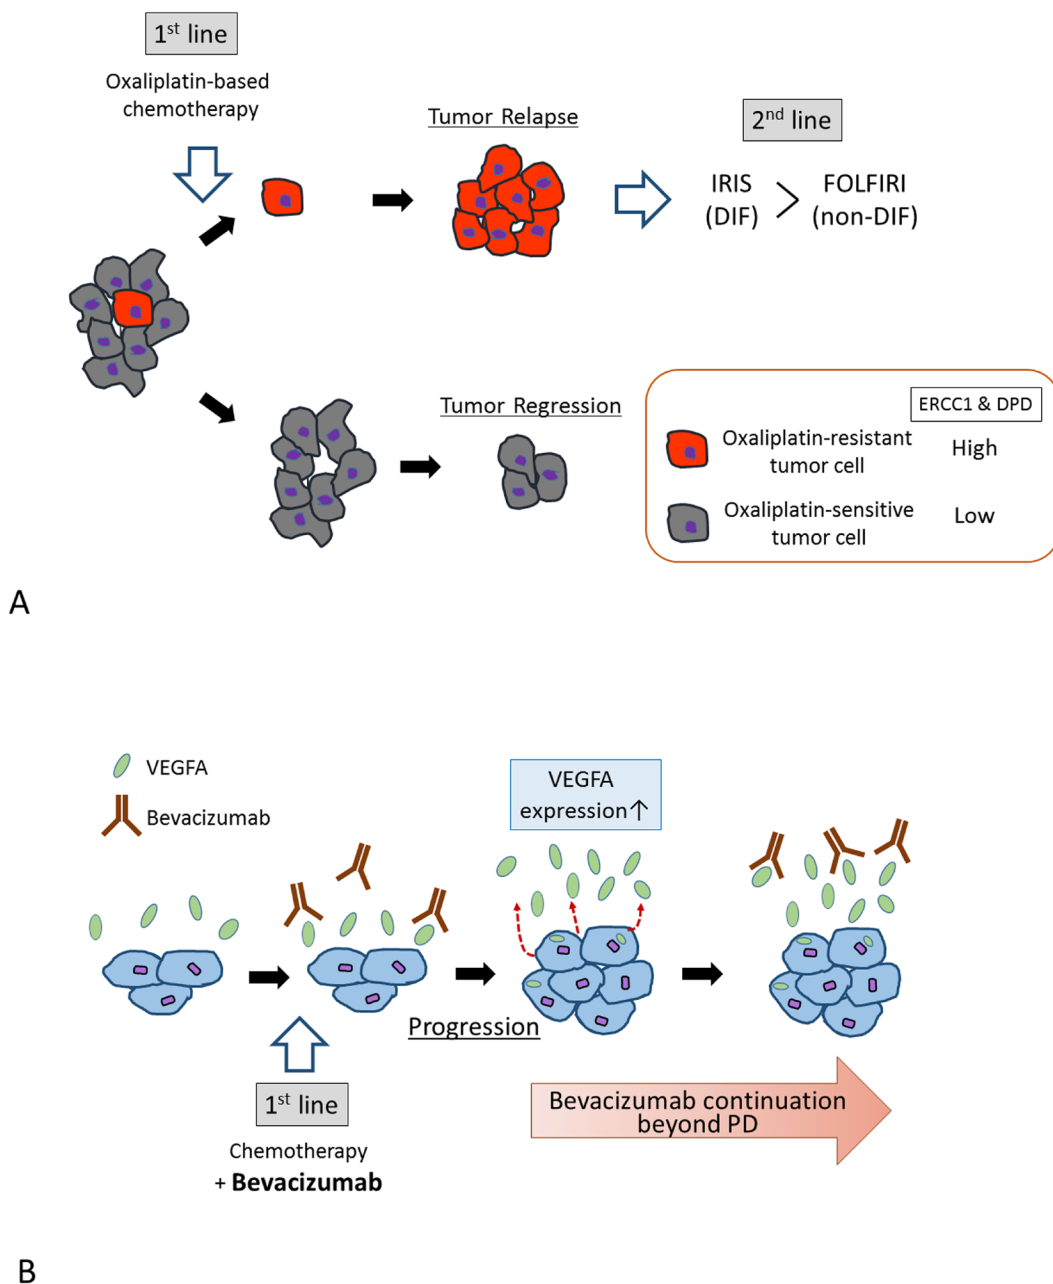 1st line
Oxaliplatin-based
chemotherapy
Tumor Relapse
2nd line
IRIS
(DIF)
>
FOLFIRI
(non-DIF)
Tumor Regression
ERCC1 & DPD
Oxaliplatin-resistant
tumor cell
High
Oxaliplatin-sensitive
tumor cell
Low
A
VEGFA
Bevacizumab
VEGFA
expression↑
Progression
1st line
Chemotherapy
+ Bevacizumab
Bevacizumab continuation
beyond PD
B